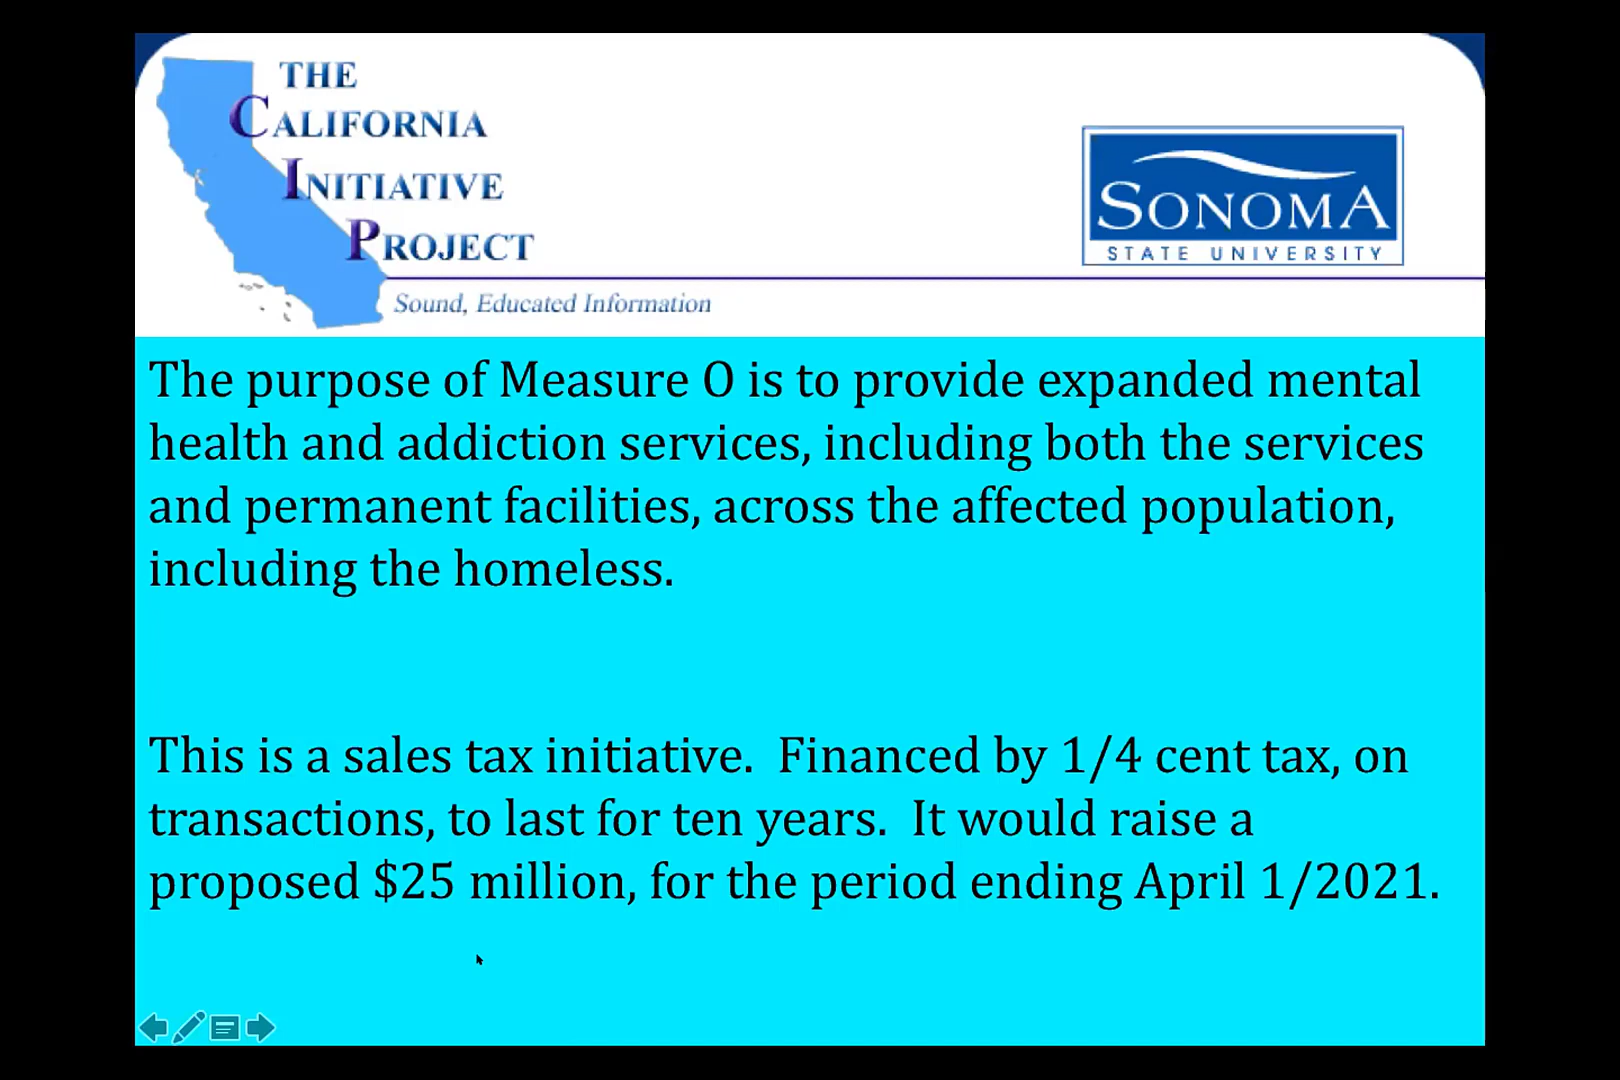 THE
CALIFORNIA
INITIATIVE
PROJECT
Sound, Educated Information
SONOMA
STATE UNIVERSITY
The purpose of Measure O is to provide expanded mental
health and addiction services, including both the services
and permanent facilities, across the affected population,
including the homeless.
This is a sales tax initiative.  Financed by 1/4 cent tax, on
transactions, to last for ten years.  It would raise a
proposed $25 million, for the period ending April 1/2021.